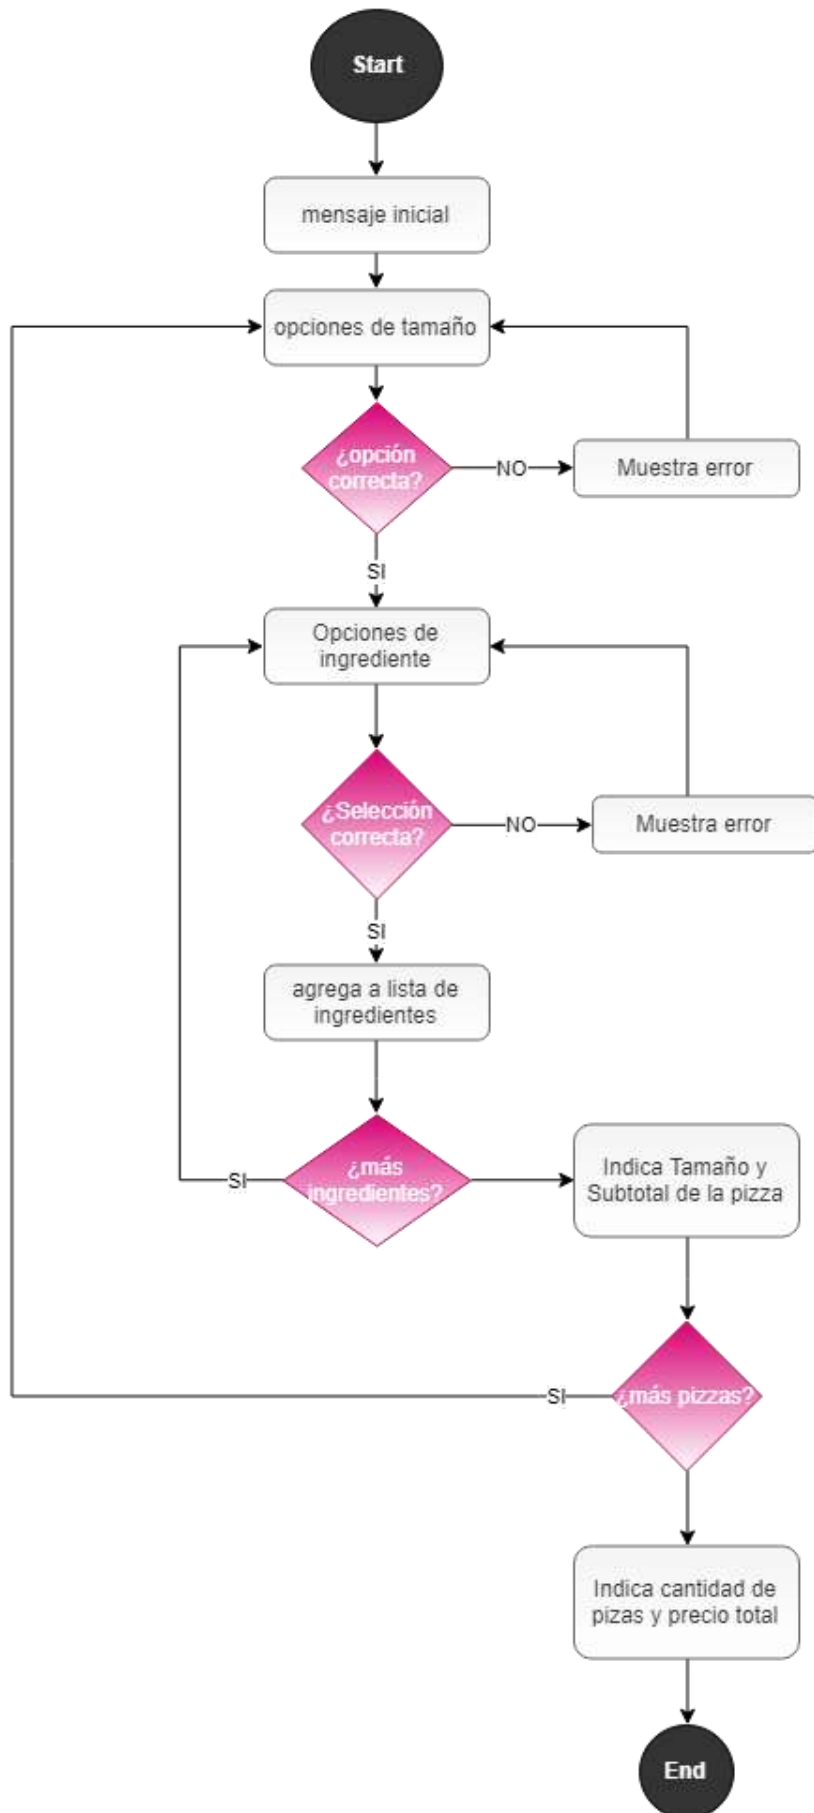 Start
mensaje inicial
opciones de tamaño
¿opción
correcta?
NO
Muestra error
SI
Opciones de
ingrediente
¿Selección
correcta?
NO
Muestra error
SI
agrega a lista de
ingredientes
¿más
ingredientes?
SI
Indica Tamaño y
Subtotal de la pizza
¿más pizzas?
SI
Indica cantidad de
pizas y precio total
End